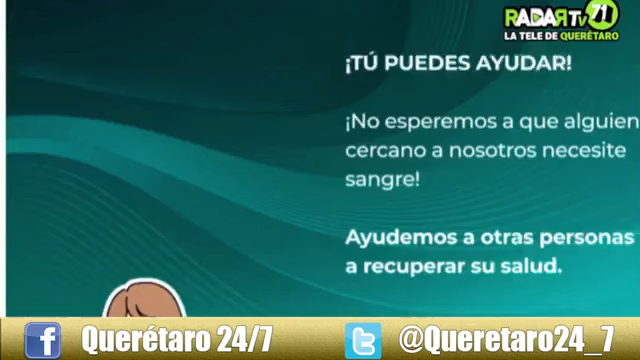 RADAR TV 71
LA TELE DE QUERÉTARO
¡TÚ PUEDES AYUDAR!
¡No esperemos a que alguien
cercano a nosotros necesite
sangre!
Ayudemos a otras personas
a recuperar su salud.
Querétaro 24/7
@Queretaro24_7